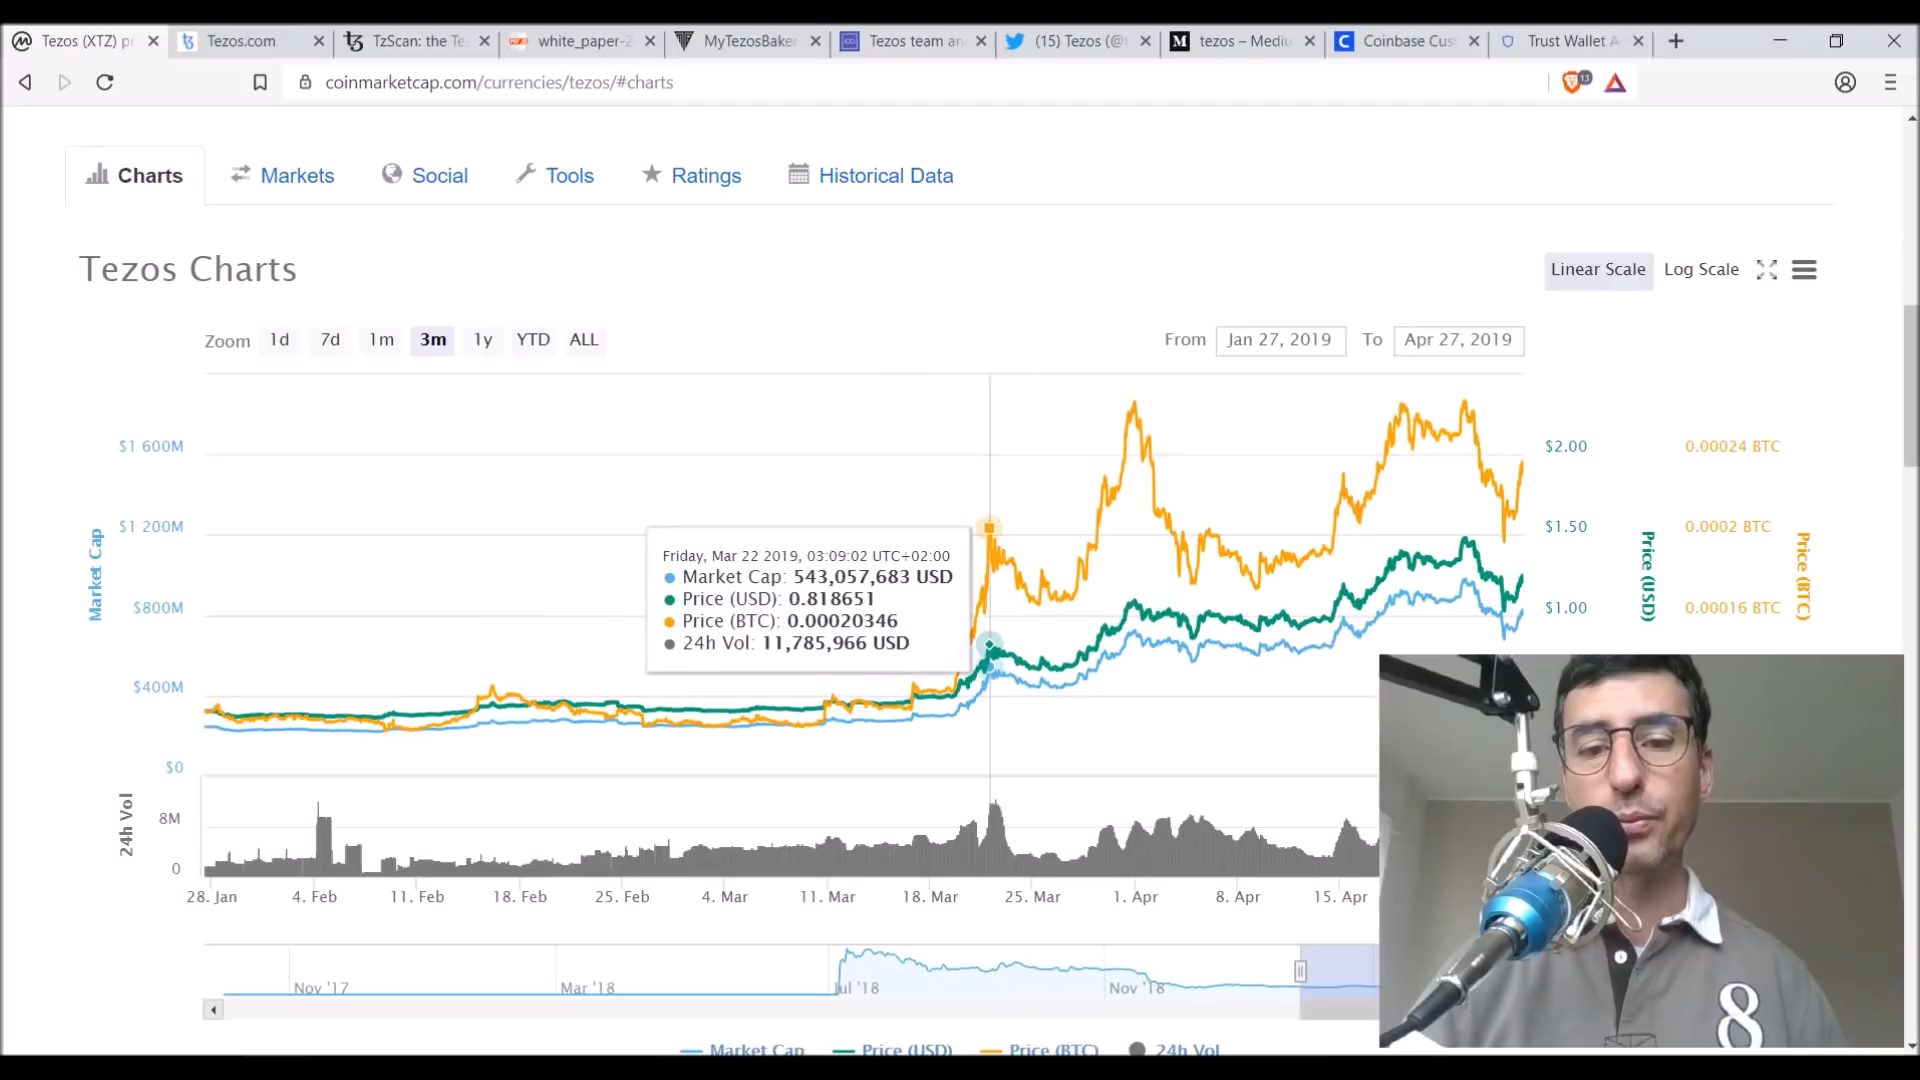 Tezos (XTZ) pr
Tezos.com
TzScan: the Te
white_paper-2
MyTezosBaker
Tezos team an
(15) Tezos (@
tezos – Mediu
Coinbase Cus
Trust Wallet A
coinmarketcap.com/currencies/tezos/#charts
13
Charts
Markets
Social
Tools
Ratings
Historical Data
Tezos Charts
Linear Scale
Log Scale
Zoom 1d 7d 1m 3m 1y YTD ALL
From Jan 27, 2019 To Apr 27, 2019
$1 600M
$1 200M
$800M
$400M
$0
Market Cap
$2.00
$1.50
$1.00
Price (USD)
0.00024 BTC
0.0002 BTC
0.00016 BTC
Price (BTC)
Friday, Mar 22 2019, 03:09:02 UTC+02:00
Market Cap: 543,057,683 USD
Price (USD): 0.818651
Price (BTC): 0.00020346
24h Vol: 11,785,966 USD
24h Vol
8M
0
28. Jan
4. Feb
11. Feb
18. Feb
25. Feb
4. Mar
11. Mar
18. Mar
25. Mar
1. Apr
8. Apr
15. Apr
Nov '17
Mar '18
Jul '18
Nov '18
Market Cap
Price (USD)
Price (BTC)
24h Vol
8